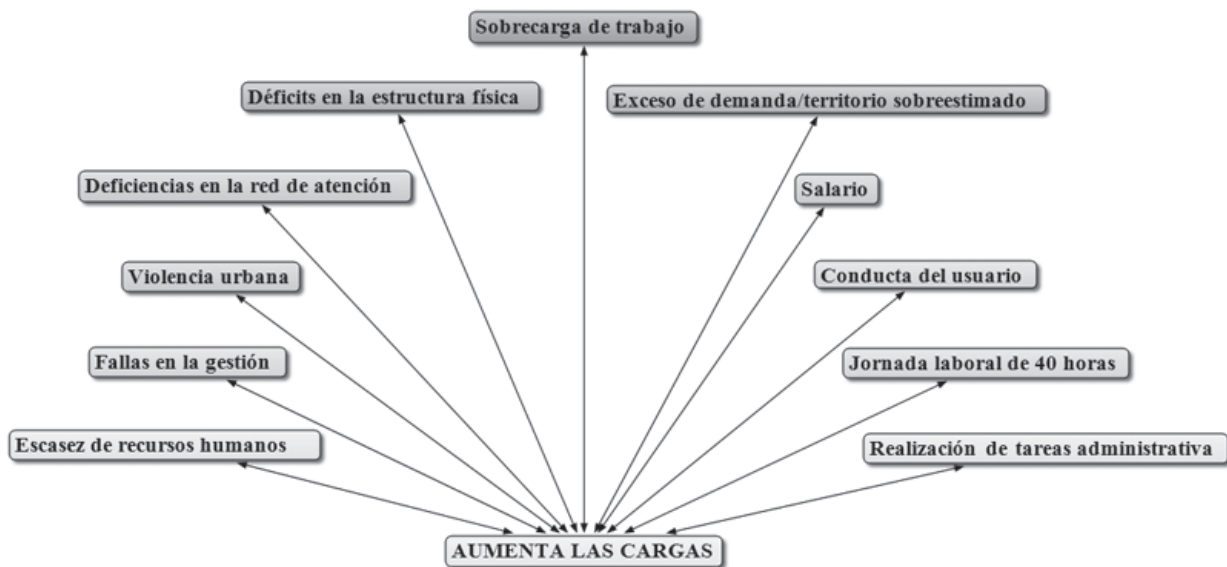 Sobrecarga de trabajo
Déficits en la estructura física
Exceso de demanda/territorio sobreestimado
Deficiencias en la red de atención
Salario
Violencia urbana
Conducta del usuario
Fallas en la gestión
Jornada laboral de 40 horas
Escasez de recursos humanos
Realización de tareas administrativa
AUMENTA LAS CARGAS